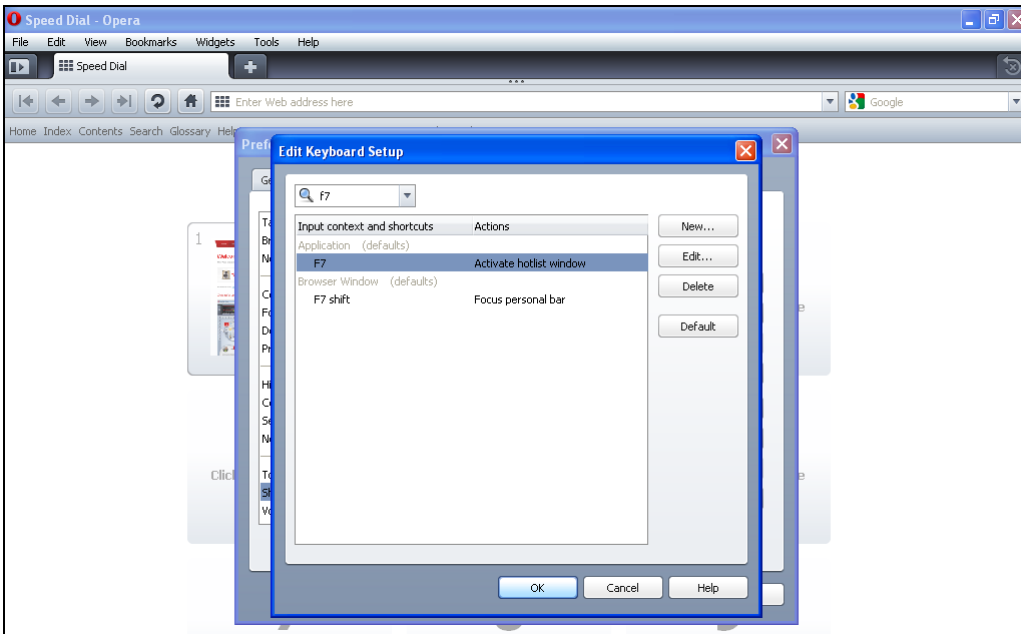 Speed Dial - Opera
File Edit View Bookmarks Widgets Tools Help
Speed Dial
Enter Web address here
Google
Home Index Contents Search Glossary Help
Edit Keyboard Setup
f7
Input context and shortcuts Actions
Application (defaults)
F7 Activate hotlist window
Browser Window (defaults)
F7 shift Focus personal bar
New...
Edit...
Delete
Default
1
OK Cancel Help